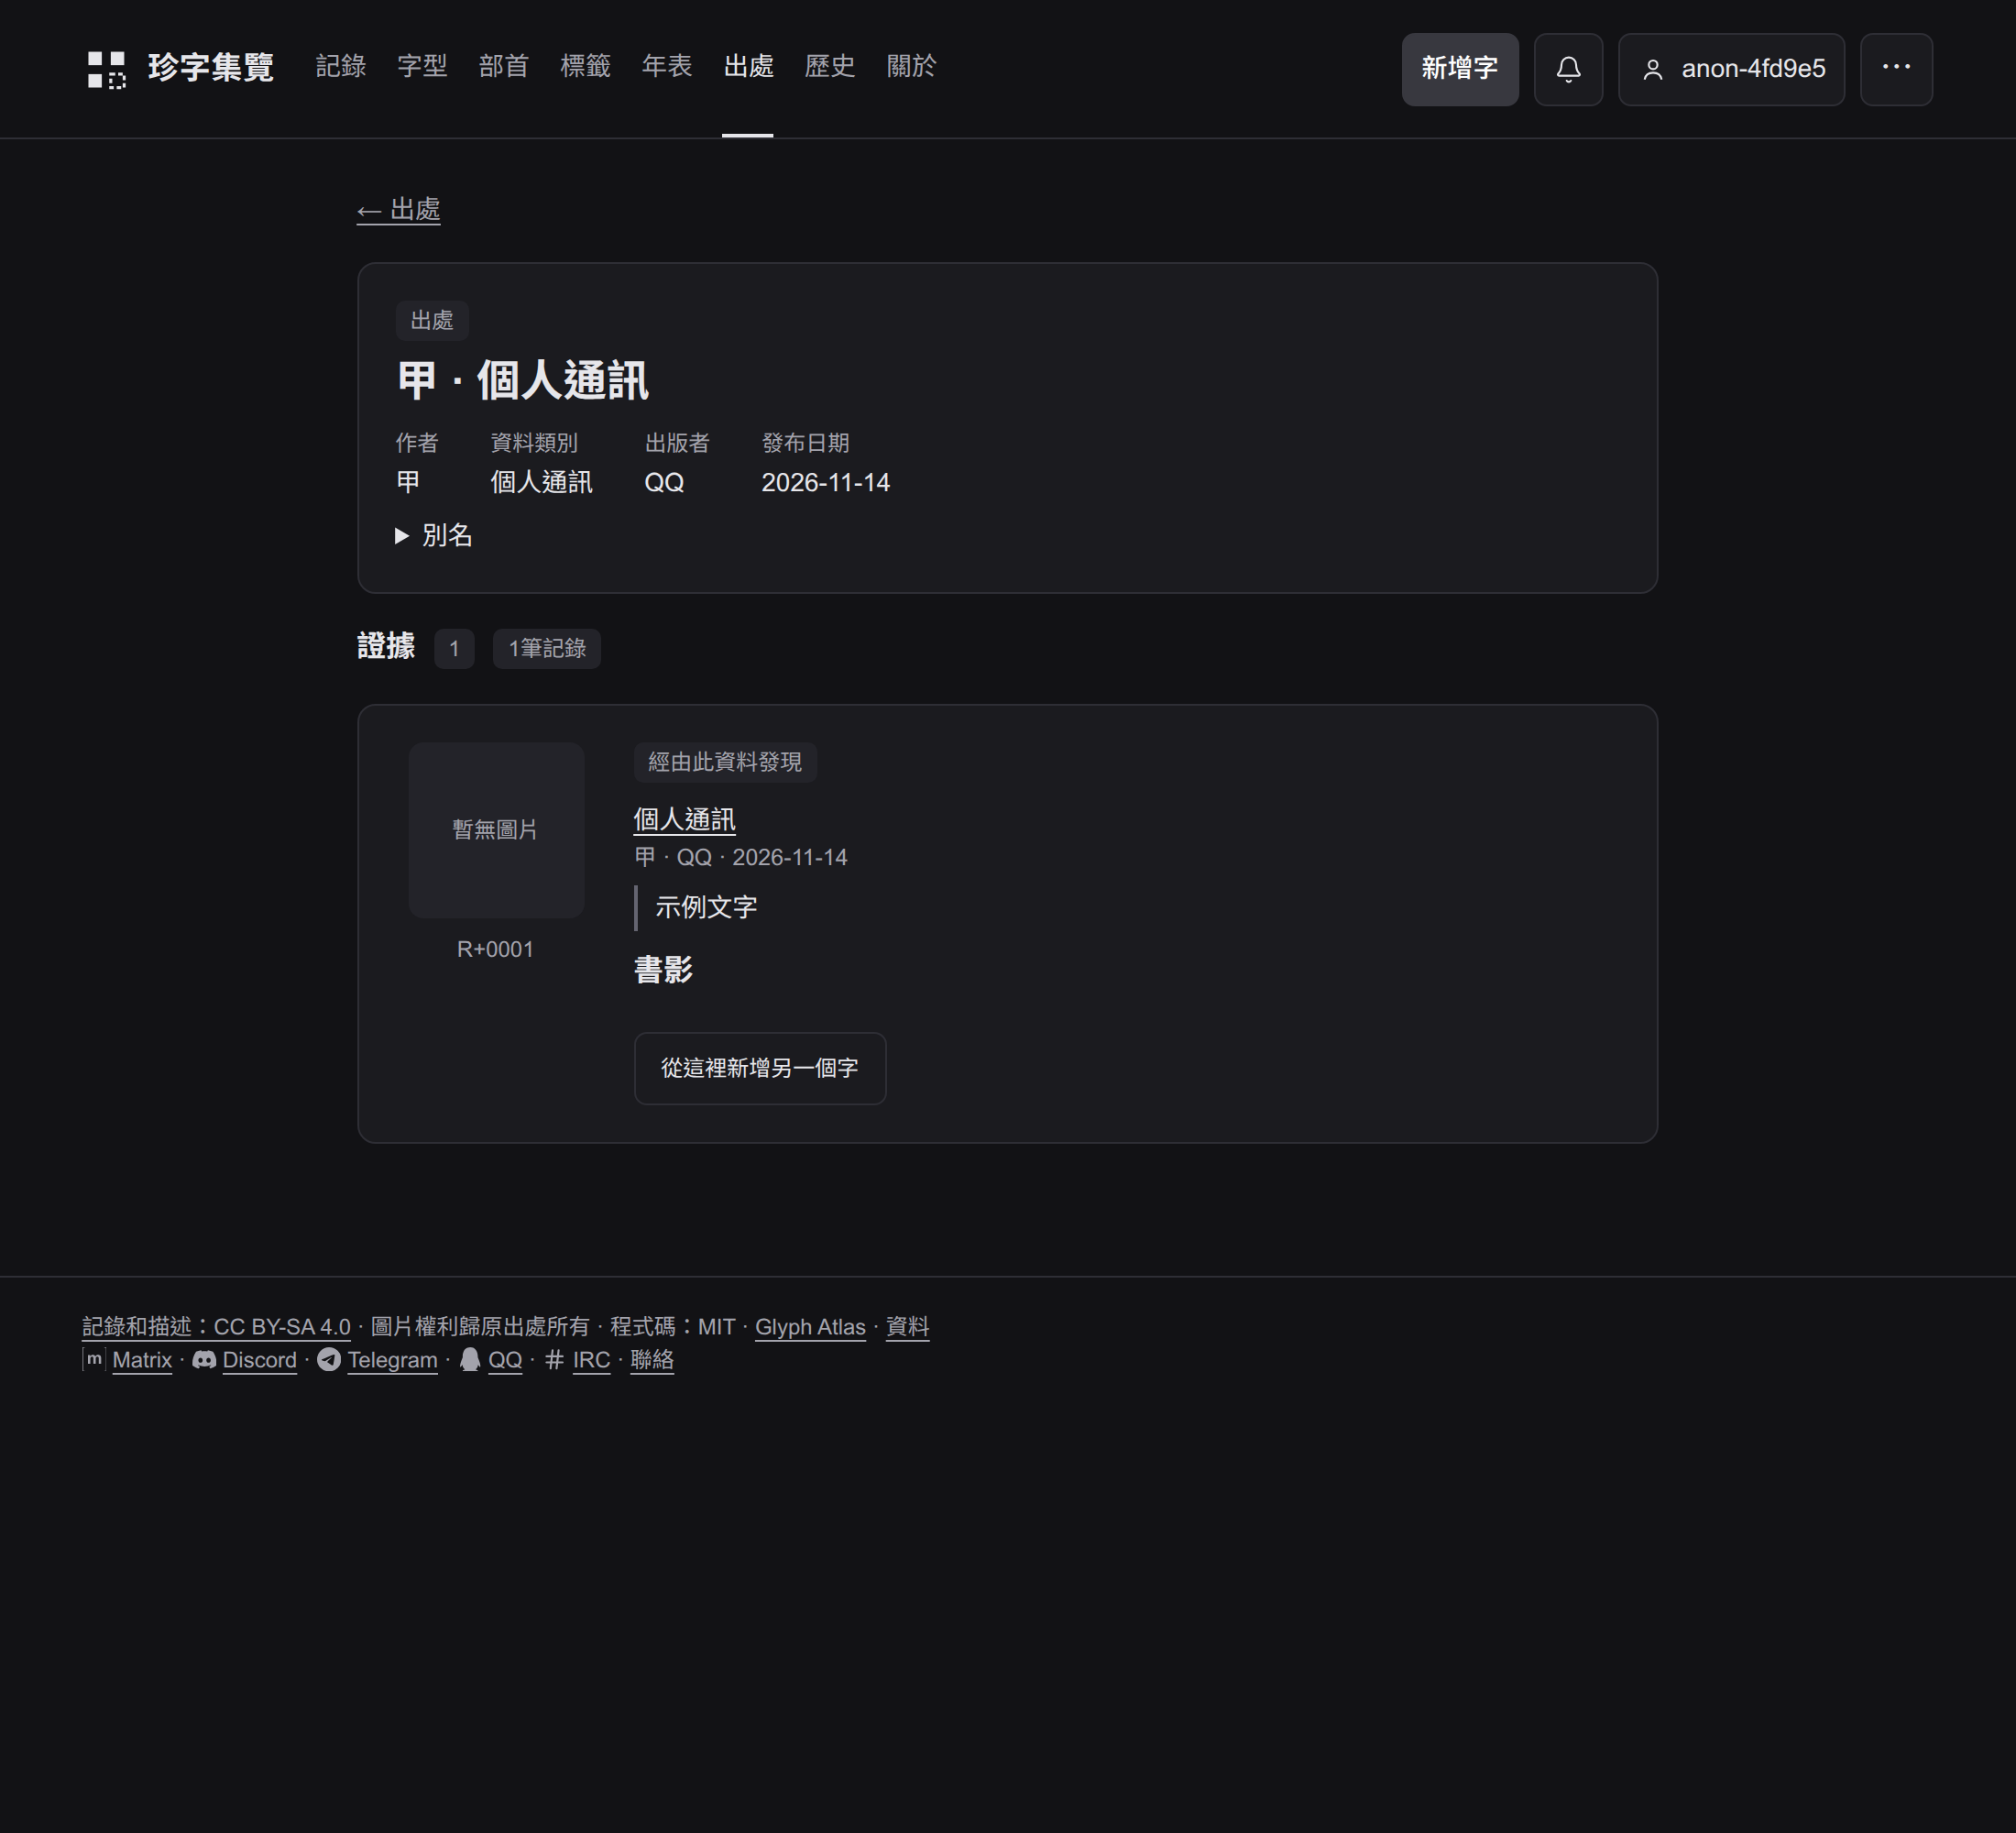 珍字集覽 記錄 字型 部首 標籤 年表 出處 歷史 關於 新增字 anon-4fd9e5 ···
← 出處
出處
甲 · 個人通訊
作者 資料類別 出版者 發布日期
甲 個人通訊 QQ 2026-11-14
▶ 別名
證據 1 1筆記錄
經由此資料發現
個人通訊
暫無圖片
甲 · QQ · 2026-11-14
示例文字
R+0001
書影
從這裡新增另一個字
記錄和描述：CC BY-SA 4.0 · 圖片權利歸原出處所有 · 程式碼：MIT · Glyph Atlas · 資料
[m] Matrix · Discord · Telegram · QQ · # IRC · 聯絡